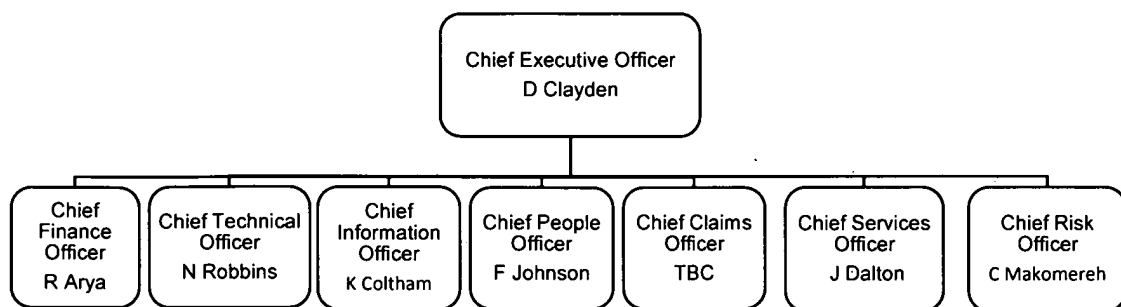 Chief Executive Officer
D Clayden
Chief
Finance
Officer
R Arya
Chief Technical
Officer
N Robbins
Chief
Information
Officer
K Coltham
Chief People
Officer
F Johnson
Chief Claims
Officer
TBC
Chief Services
Officer
J Dalton
Chief Risk
Officer
C Makomereh